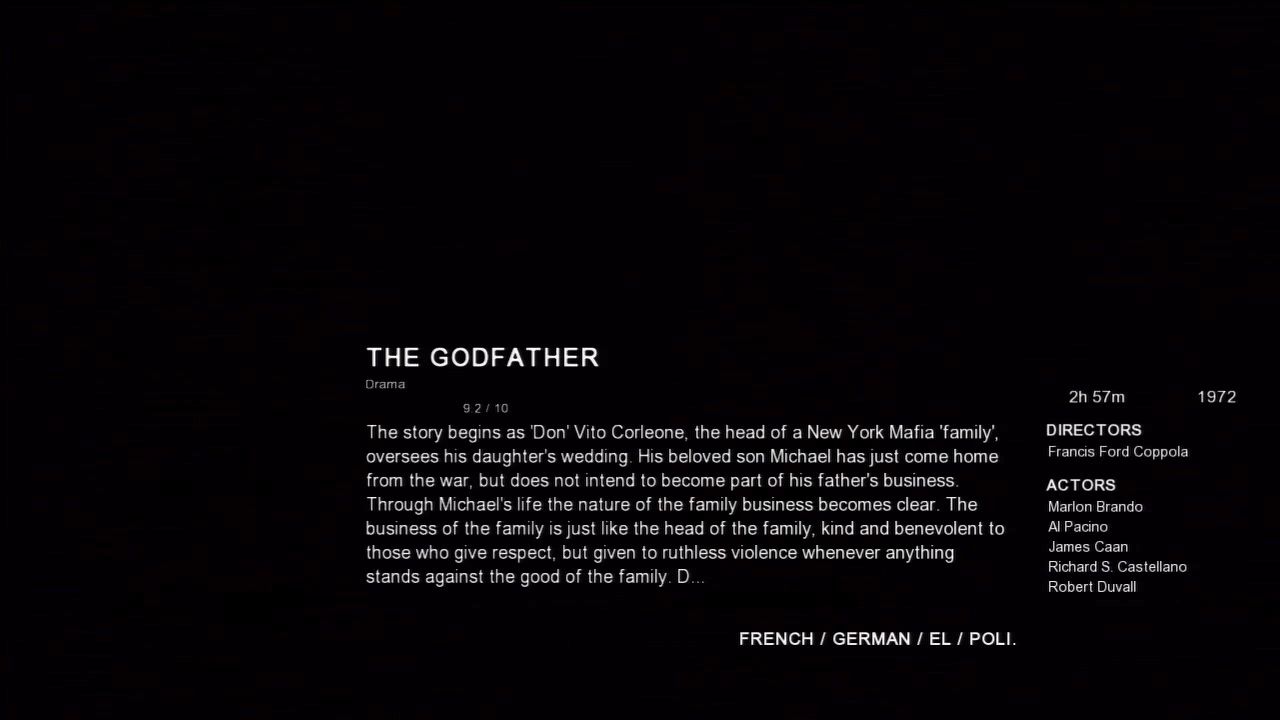 THE GODFATHER
Drama
9.2 / 10
The story begins as 'Don' Vito Corleone, the head of a New York Mafia 'family',
oversees his daughter's wedding. His beloved son Michael has just come home
from the war, but does not intend to become part of his father's business.
Through Michael's life the nature of the family business becomes clear. The
business of the family is just like the head of the family, kind and benevolent to
those who give respect, but given to ruthless violence whenever anything
stands against the good of the family. D...
FRENCH / GERMAN / EL / POLI.
2h 57m 1972
DIRECTORS
Francis Ford Coppola
ACTORS
Marlon Brando
Al Pacino
James Caan
Richard S. Castellano
Robert Duvall